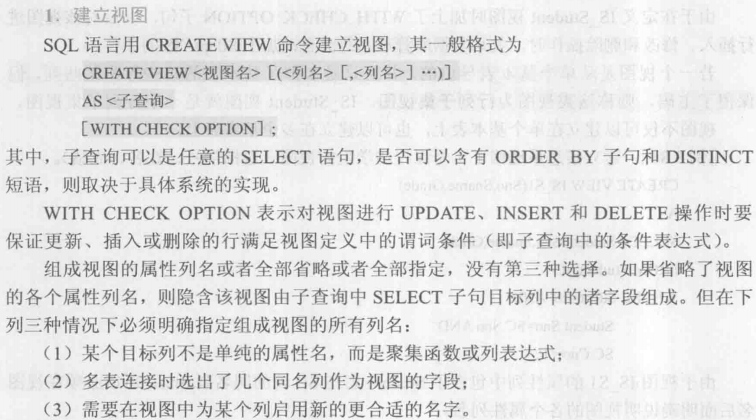 1. 建立视图
SQL 语言用 CREATE VIEW 命令建立视图，其一般格式为
CREATE VIEW<视图名> [(<列名> [,<列名>] …)]
AS<子查询>
[WITH CHECK OPTION];
其中，子查询可以是任意的 SELECT 语句，是否可以含有 ORDER BY 子句和 DISTINCT
短语，则取决于具体系统的实现。
WITH CHECK OPTION 表示对视图进行 UPDATE、INSERT 和 DELETE 操作时要
保证更新、插入或删除的行满足视图定义中的谓词条件（即子查询中的条件表达式）。
组成视图的属性列名或者全部省略或者全部指定，没有第三种选择。如果省略了视图
的各个属性列名，则隐含该视图由子查询中 SELECT 子句目标列中的诸字段组成。但在下
列三种情况下必须明确指定组成视图的所有列名：
（1）某个目标列不是单纯的属性名，而是聚集函数或列表达式；
（2）多表连接时选出了几个同名列作为视图的字段；
（3）需要在视图中为某个列启用新的更合适的名字。